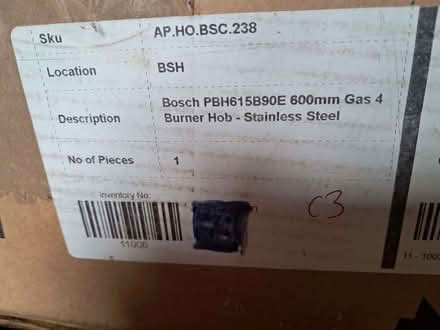 Sku AP.HO.BSC.238
Location BSH
Bosch PBH615B90E 600mm Gas 4
Description Burner Hob - Stainless Steel
No of Pieces 1
Inventory No:
C3